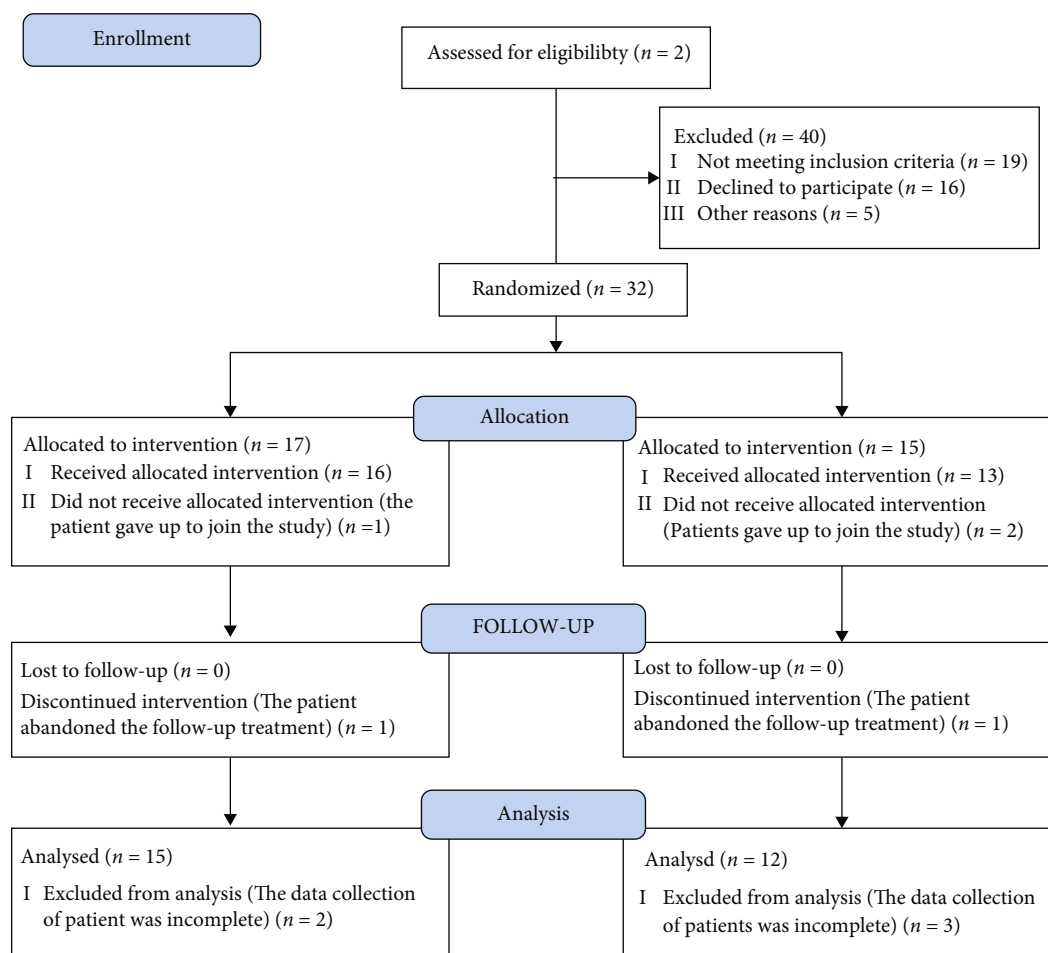 Enrollment
Assessed for eligibilibty (n = 2)
Excluded (n = 40)
I Not meeting inclusion criteria (n = 19)
II Declined to participate (n = 16)
III Other reasons (n = 5)
Randomized (n = 32)
Allocation
Allocated to intervention (n = 17)
I Received allocated intervention (n = 16)
II Did not receive allocated intervention (the
patient gave up to join the study) (n =1)
Allocated to intervention (n = 15)
I Received allocated intervention (n = 13)
II Did not receive allocated intervention
(Patients gave up to join the study) (n = 2)
FOLLOW-UP
Lost to follow-up (n = 0)
Discontinued intervention (The patient
abandoned the follow-up treatment) (n = 1)
Lost to follow-up (n = 0)
Discontinued intervention (The patient
abandoned the follow-up treatment) (n = 1)
Analysis
Analysed (n = 15)
I Excluded from analysis (The data collection
of patient was incomplete) (n = 2)
Analysd (n = 12)
I Excluded from analysis (The data collection
of patients was incomplete) (n = 3)